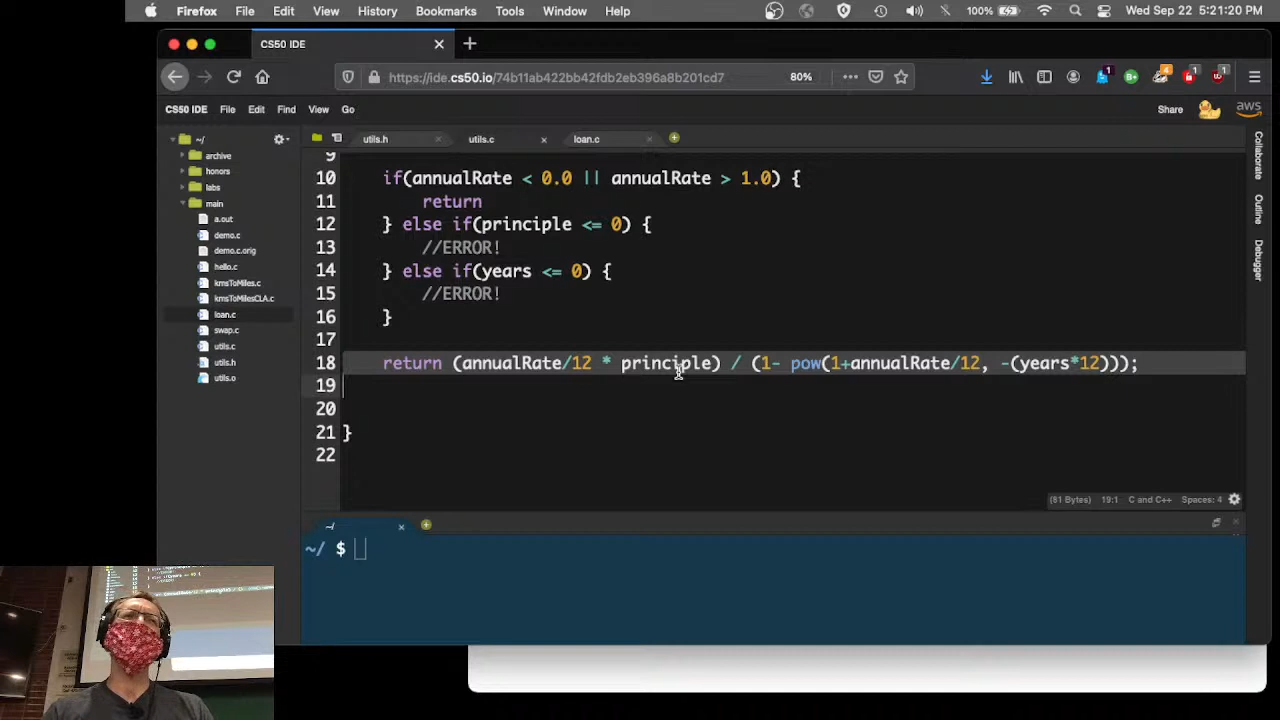 Firefox File Edit View History Bookmarks Tools Window Help 100% Wed Sep 22 5:21:20 PM
CS50 IDE
https://ide.cs50.io/74b11ab422bb42fdb2eb396a8b201cd7 80%
CS50 IDE File Edit Find View Go Share aws
~/ utils.h utils.c loan.c
archive
honors
labs
main
a.out
demo.c
demo.c.orig
hello.c
kmsToMiles.c
kmsToMilesCLA.c
loan.c
swap.c
utils.c
utils.h
utils.o
9
10 if(annualRate < 0.0 || annualRate > 1.0) {
11 return
12 } else if(principle <= 0) {
13 //ERROR!
14 } else if(years <= 0) {
15 //ERROR!
16 }
17
18 return (annualRate/12 * principle) / (1- pow(1+annualRate/12, -(years*12)));
19
20
21 }
22
(81 Bytes) 19:1 C and C++ Spaces: 4
~/
~/ $
Collaborate
Outline
Debugger